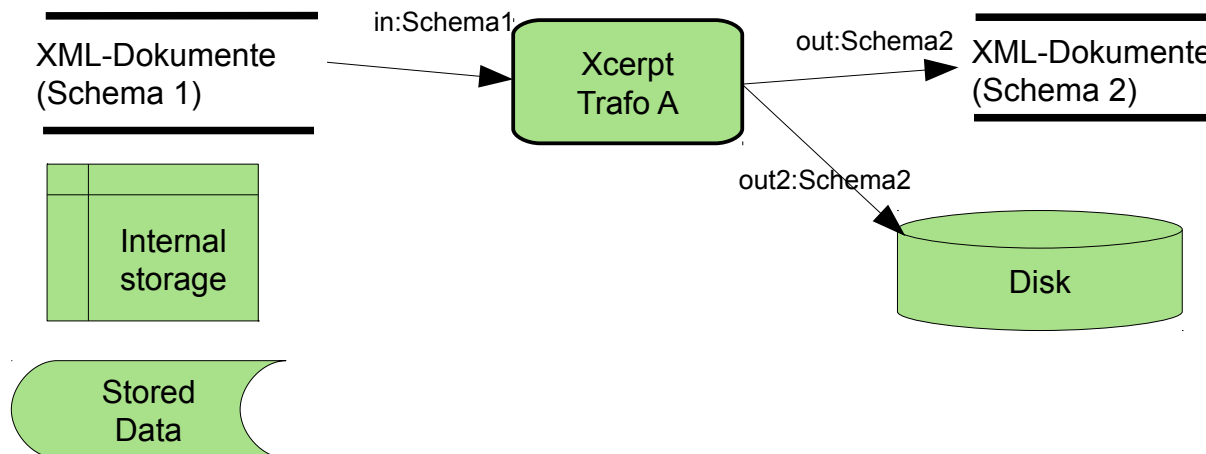 in:Schema1
XML-Dokumente
(Schema 1)
Xcerpt
Trafo A
out:Schema2
XML-Dokumente
(Schema 2)
out2:Schema2
Internal
storage
Disk
Stored
Data